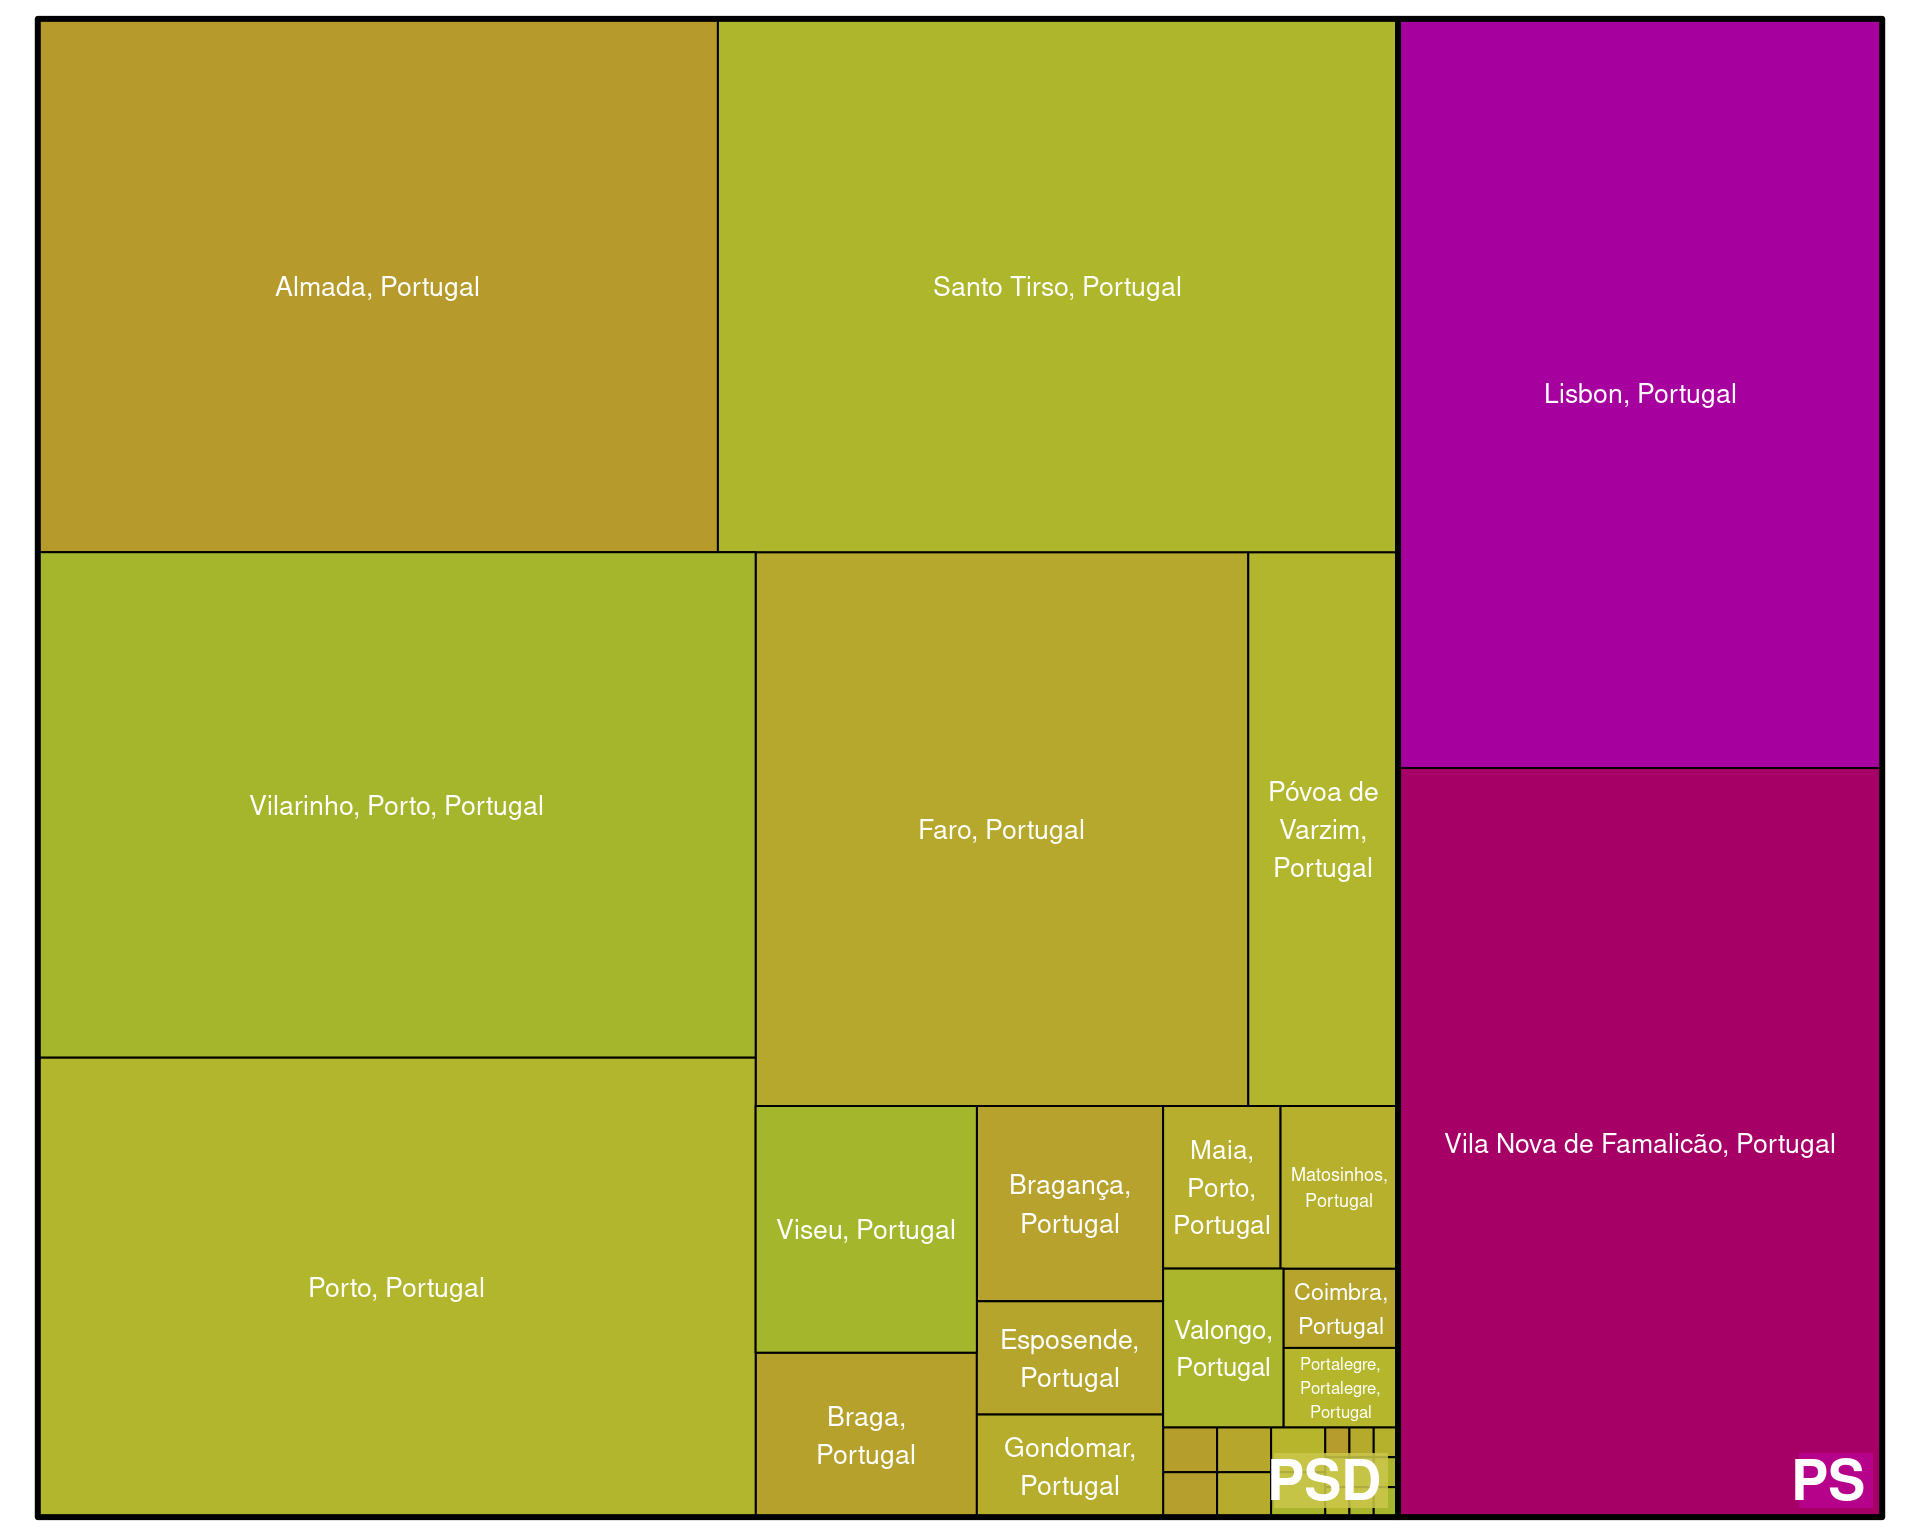 Almada, Portugal
Santo Tirso, Portugal
Lisbon, Portugal
Vilarinho, Porto, Portugal
Faro, Portugal
Póvoa de
Varzim,
Portugal
Vila Nova de Famalicão, Portugal
Porto, Portugal
Viseu, Portugal
Bragança,
Portugal
Maia,
Porto,
Portugal
Matosinhos,
Portugal
Esposende,
Portugal
Valongo,
Portugal
Coimbra,
Portugal
Portalegre,
Portalegre,
Portugal
Braga,
Portugal
Gondomar,
Portugal
PSD
PS